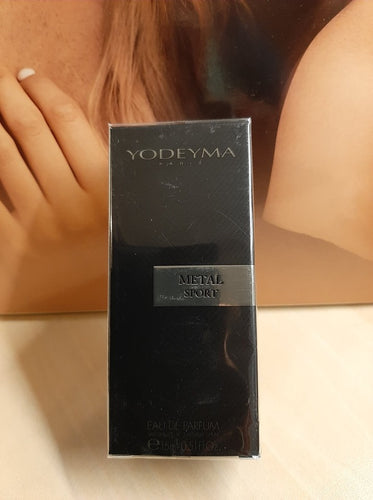 YODEYMA
PARIS
METAL
SPORT
EAU DE PARFUM